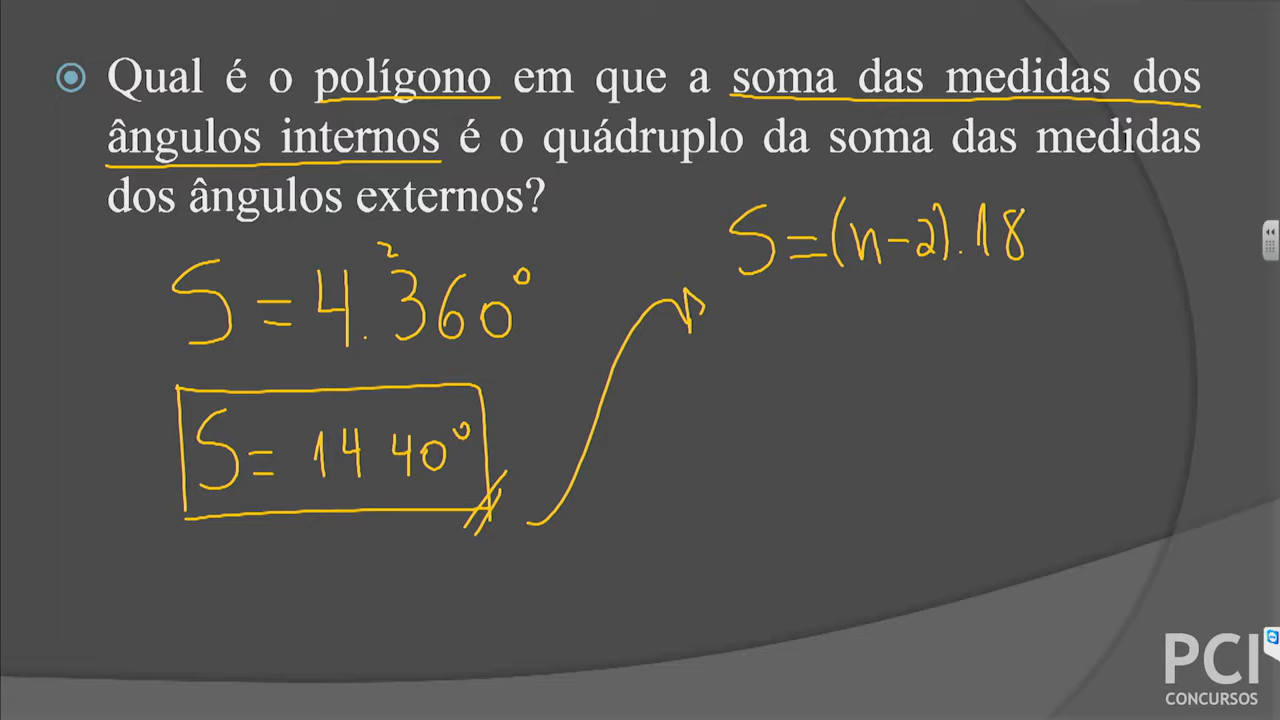 Qual é o polígono em que a soma das medidas dos
ângulos internos é o quádruplo da soma das medidas
dos ângulos externos?
S=(n-2).18
2
S=4.360°
S=1440°
PCI
CONCURSOS